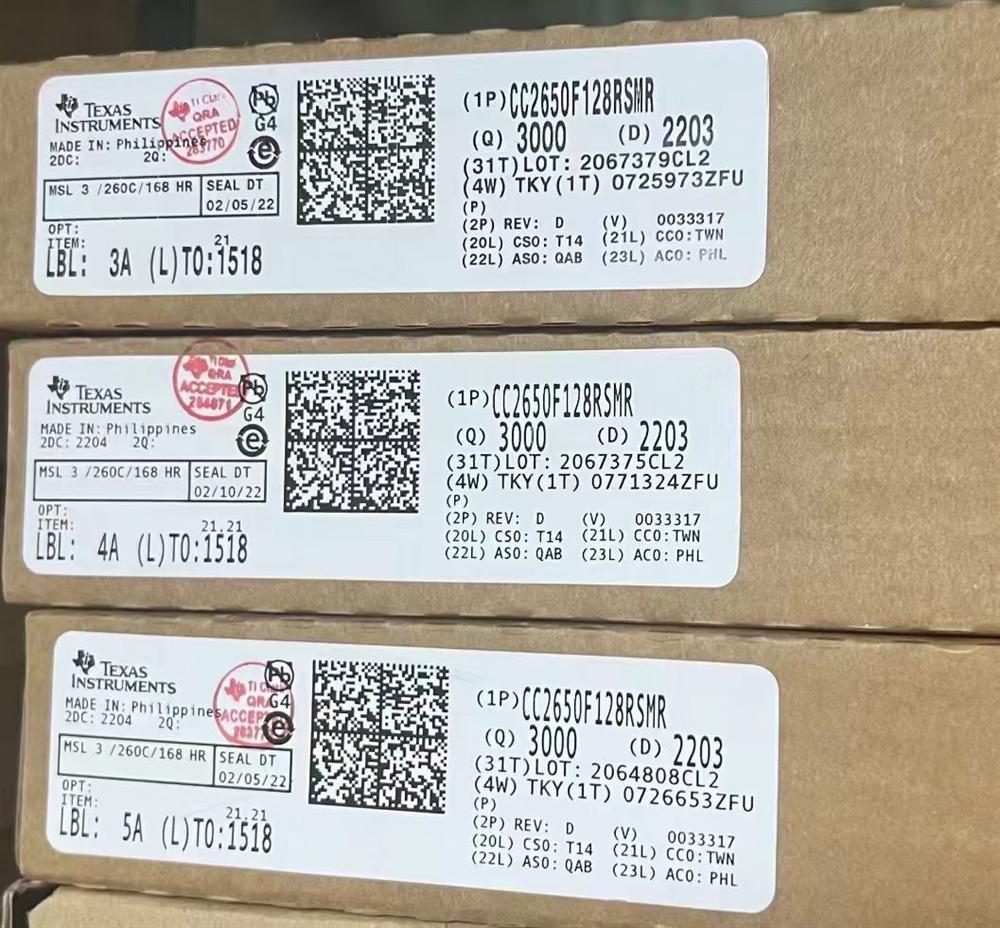 TEXAS
INSTRUMENTS
MADE IN: Philippines
2DC: 2Q:
QRA
ACCEPTED
Pb
G4
e
MSL 3 /260C/168 HR
SEAL DT
02/05/22
OPT:
ITEM:
21
LBL: 3A (L)TO:1518
(1P)CC2650F128RSMR
(Q) 3000 (D) 2203
(31T)LOT: 2067379CL2
(4W) TKY(1T) 0725973ZFU
(P)
(2P) REV: D (V) 0033317
(20L) CSO: T14 (21L) CCO:TWN
(22L) ASO: QAB (23L) ACO: PHL
TEXAS
INSTRUMENTS
MADE IN: Philippines
2DC: 2204 2Q:
QRA
Pb
G4
e
MSL 3 /260C/168 HR
SEAL DT
02/10/22
OPT:
ITEM:
21.21
LBL: 4A (L)TO:1518
(1P)CC2650F128RSMR
(Q) 3000 (D) 2203
(31T)LOT: 2067375CL2
(4W) TKY(1T) 0771324ZFU
(P)
(2P) REV: D (V) 0033317
(20L) CSO: T14 (21L) CCO:TWN
(22L) ASO: QAB (23L) ACO: PHL
TEXAS
INSTRUMENTS
MADE IN: Philippines
2DC: 2204 2Q:
Pb
G4
e
MSL 3 /260C/168 HR
SEAL DT
02/05/22
OPT:
ITEM:
21.21
LBL: 5A (L)TO:1518
(1P)CC2650F128RSMR
(Q) 3000 (D) 2203
(31T)LOT: 2064808CL2
(4W) TKY(1T) 0726653ZFU
(P)
(2P) REV: D (V) 0033317
(20L) CSO: T14 (21L) CCO:TWN
(22L) ASO: QAB (23L) ACO: PHL